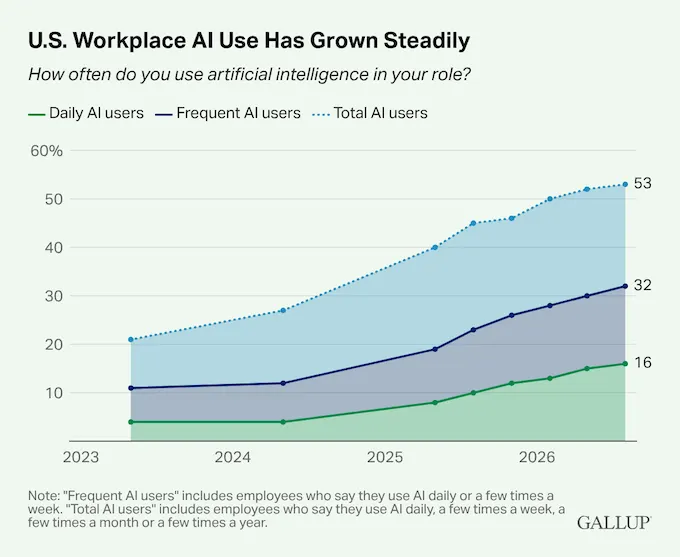 U.S. Workplace AI Use Has Grown Steadily
How often do you use artificial intelligence in your role?
Daily AI users Frequent AI users Total AI users
60%
50
40
30
20
10
53
32
16
2023 2024 2025 2026
Note: "Frequent AI users" includes employees who say they use AI daily or a few times a
week. "Total AI users" includes employees who say they use AI daily, a few times a week, a
few times a month or a few times a year.
GALLUP